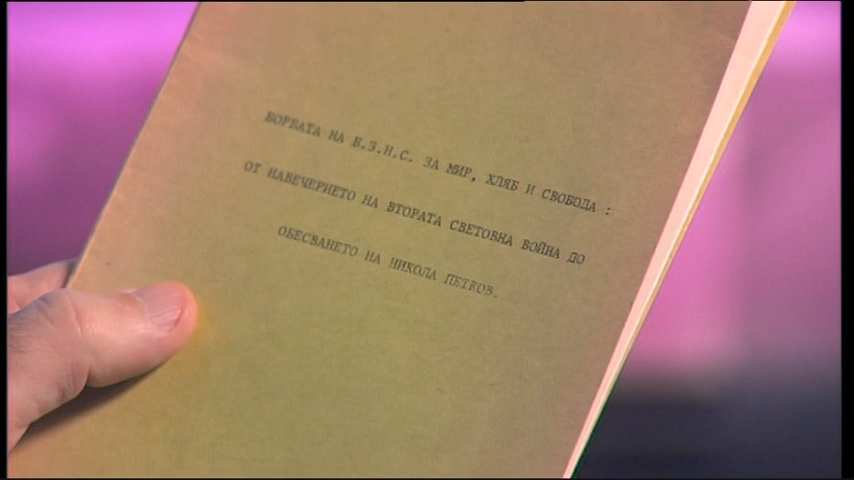 БОРБАТА НА Б.З.Н.С. ЗА МИР, ХЛЯБ И СВОБОДА :
ОТ НАВЕЧЕРИЕТО НА ВТОРАТА СВЕТОВНА ВОЙНА ДО
ОБЕСВАНЕТО НА НИКОЛА ПЕТКОВ.